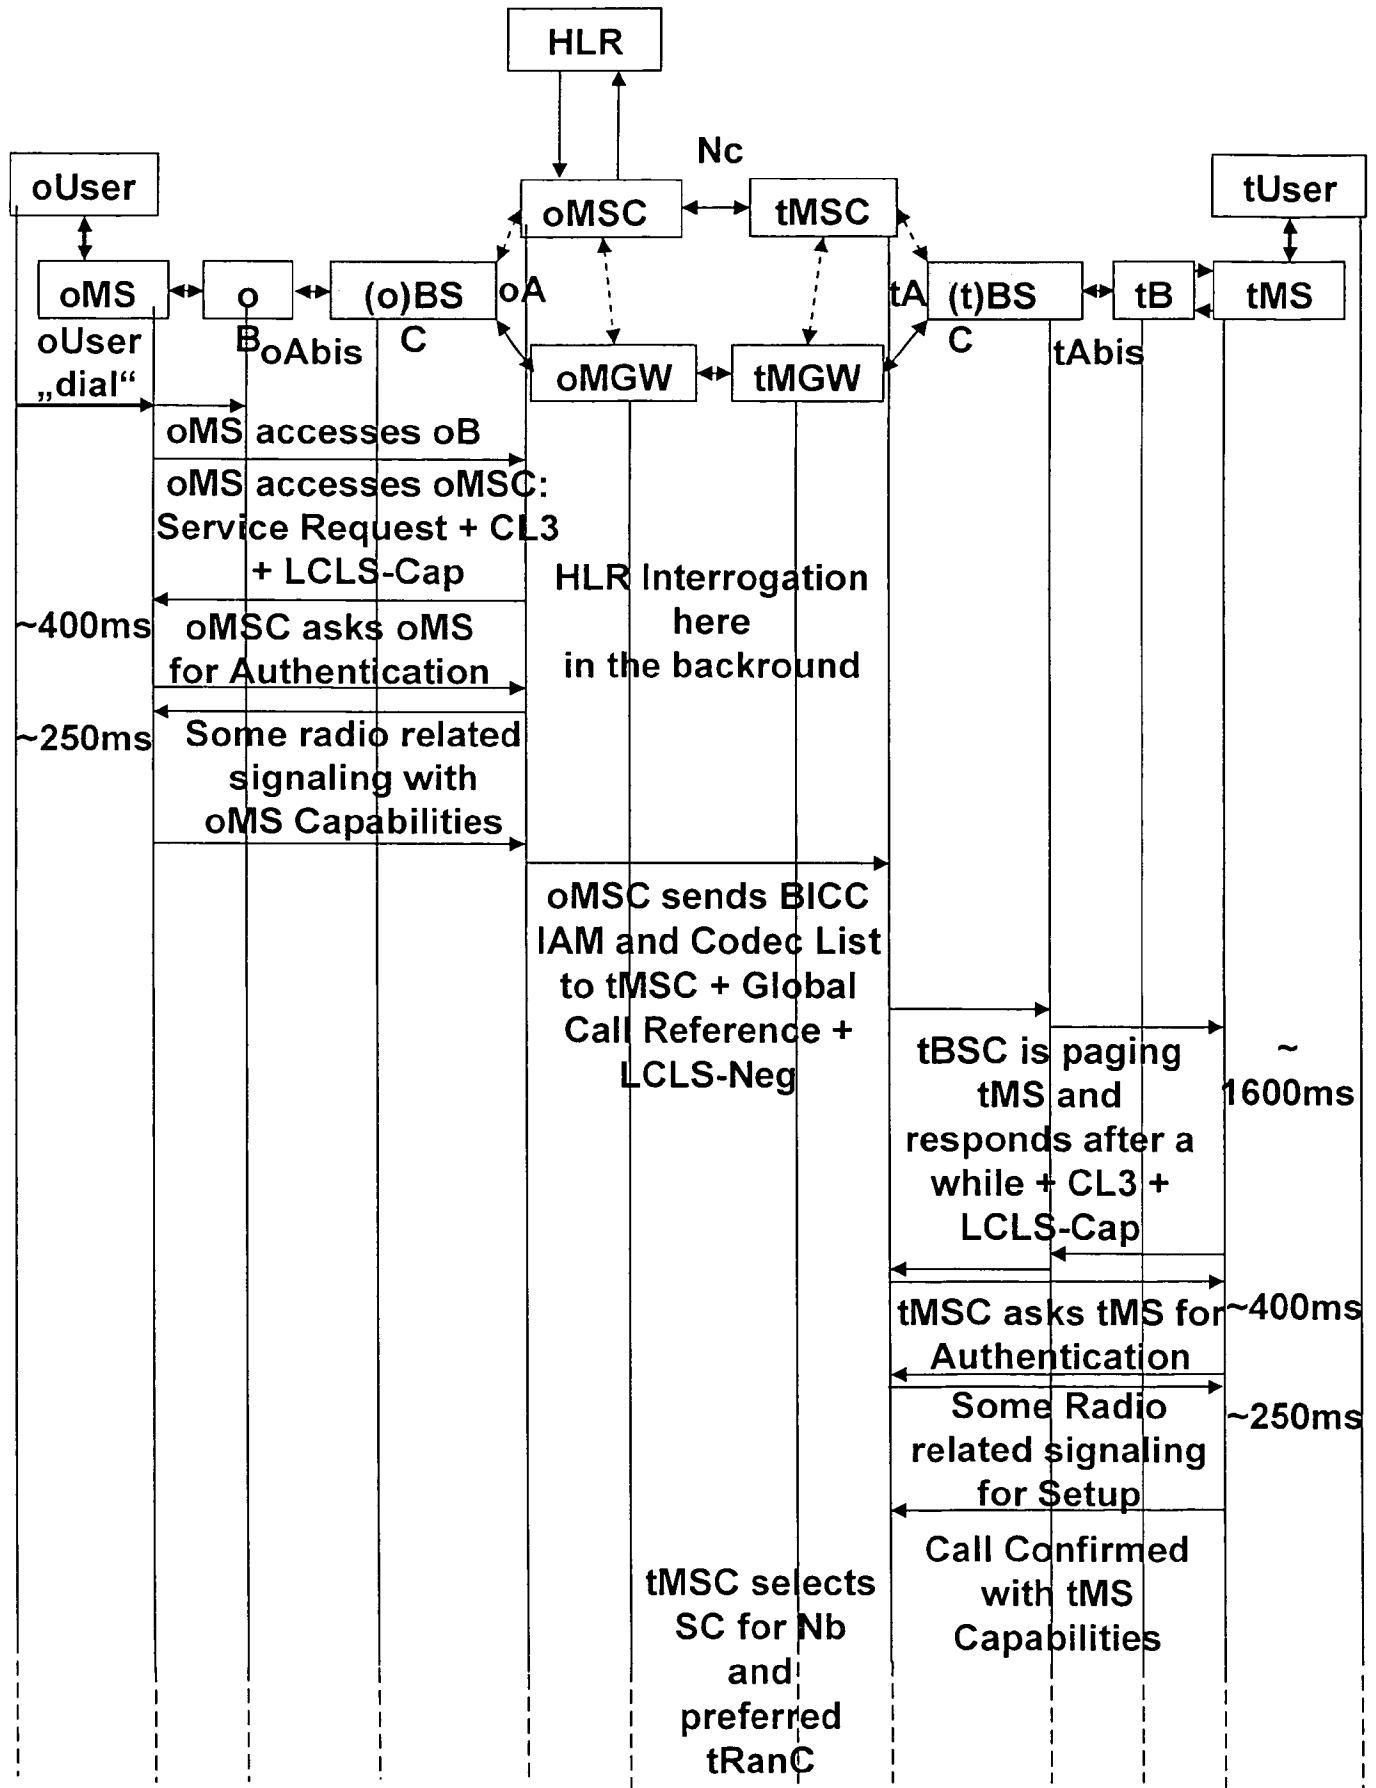 HLR
Nc
oUser
oMSC
tMSC
tUser
oMS
o
B
(o)BS
C
oA
tA
(t)BS
C
tB
tMS
oAbis
tAbis
oMGW
tMGW
oUser
„dial“
oMS accesses oB
oMS accesses oMSC:
Service Request + CL3
+ LCLS-Cap
HLR Interrogation
here
in the backround
~400ms
oMSC asks oMS
for Authentication
~250ms
Some radio related
signaling with
oMS Capabilities
oMSC sends BICC
IAM and Codec List
to tMSC + Global
Call Reference +
LCLS-Neg
tBSC is paging
tMS and
responds after a
while + CL3 +
LCLS-Cap
~
1600ms
tMSC asks tMS for
Authentication
~400ms
Some Radio
related signaling
for Setup
~250ms
Call Confirmed
with tMS
Capabilities
tMSC selects
SC for Nb
and
preferred
tRanC